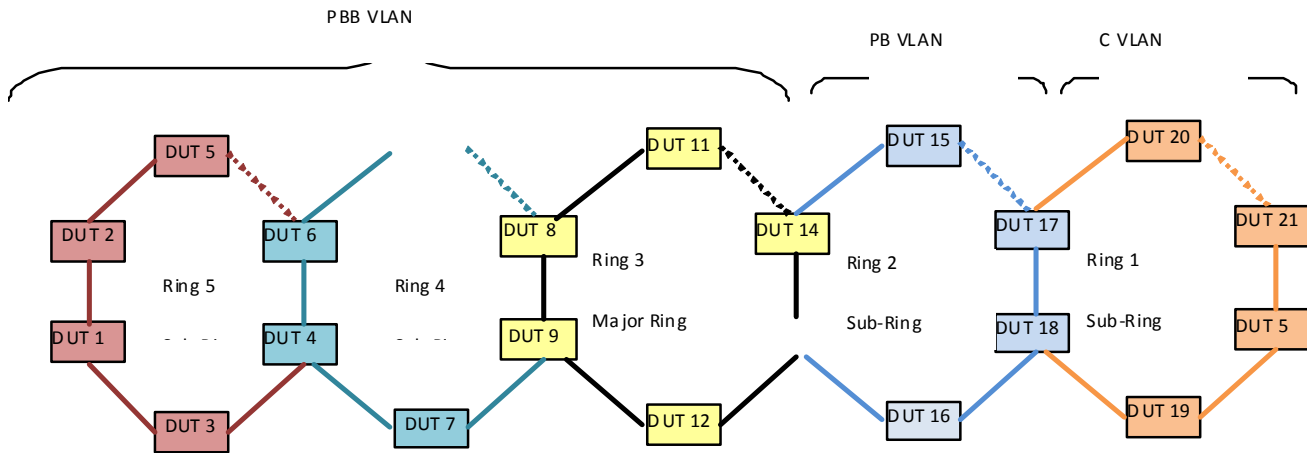 PBB VLAN
PB VLAN
C VLAN
DUT 5
DUT 11
DUT 15
DUT 20
DUT 2
DUT 6
DUT 8
DUT 14
DUT 17
DUT 21
Ring 5
Ring 4
Ring 3
Ring 2
Ring 1
DUT 1
DUT 4
DUT 9
Major Ring
Sub-Ring
DUT 18
Sub-Ring
DUT 5
DUT 3
DUT 7
DUT 12
DUT 16
DUT 19